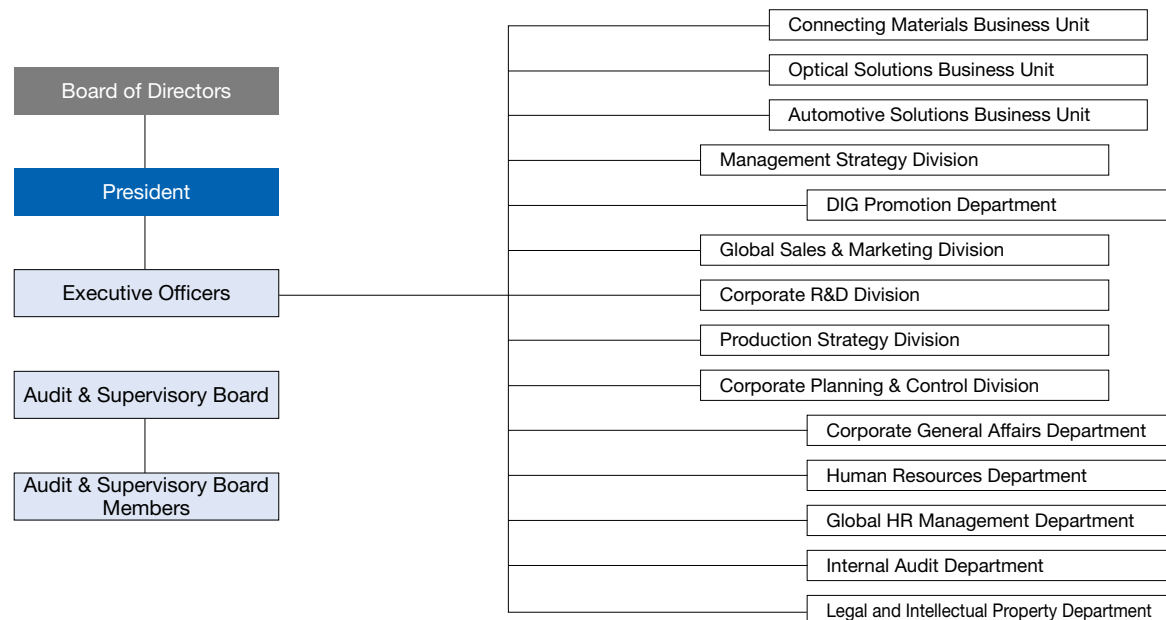 Board of Directors
President
Executive Officers
Audit & Supervisory Board
Audit & Supervisory Board
Members
Connecting Materials Business Unit
Optical Solutions Business Unit
Automotive Solutions Business Unit
Management Strategy Division
DIG Promotion Department
Global Sales & Marketing Division
Corporate R&D Division
Production Strategy Division
Corporate Planning & Control Division
Corporate General Affairs Department
Human Resources Department
Global HR Management Department
Internal Audit Department
Legal and Intellectual Property Department